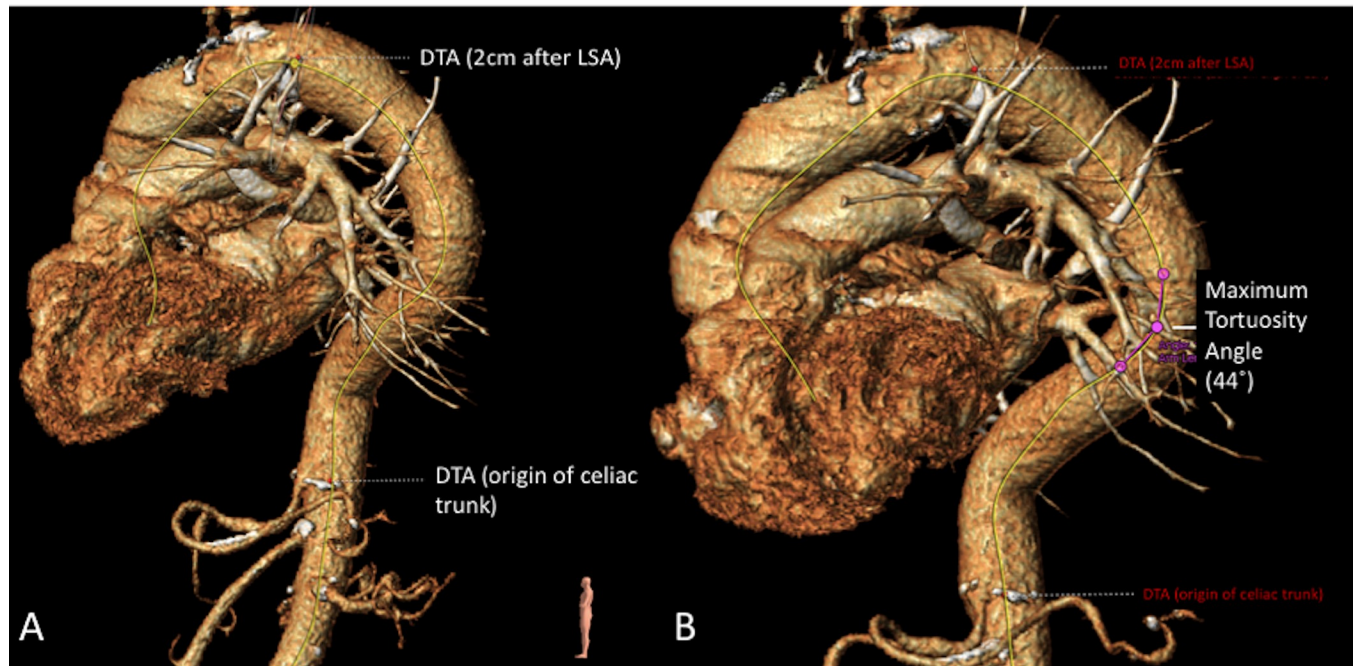 DTA (2cm after LSA)
DTA (origin of celiac
trunk)
A
DTA (2cm after LSA)
Maximum
Tortuosity
Angle
(44˚)
DTA (origin of celiac trunk)
B